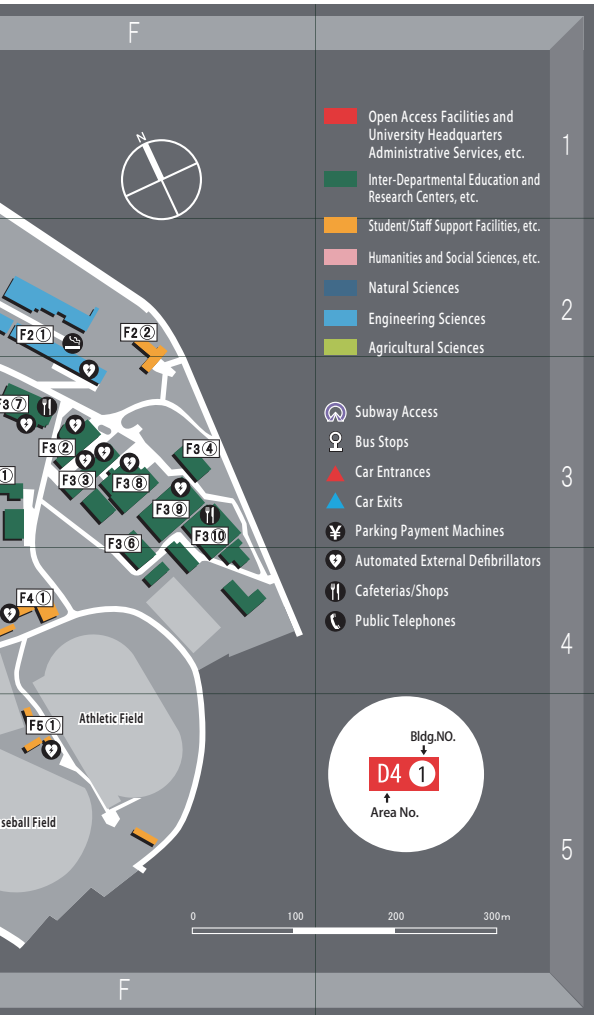 F
N
1
Open Access Facilities and
University Headquarters
Administrative Services, etc.
Inter-Departmental Education and
Research Centers, etc.
Student/Staff Support Facilities, etc.
Humanities and Social Sciences, etc.
Natural Sciences
Engineering Sciences
Agricultural Sciences
2
F2①
F2②
Subway Access
Bus Stops
Car Entrances
Car Exits
Parking Payment Machines
Automated External Defibrillators
Cafeterias/Shops
Public Telephones
3
F3⑦
F3②
F3④
①
F3③
F3⑧
F3⑨
F3⑩
F3⑥
4
F4①
Athletic Field
F5①
seball Field
Bldg.NO.
D4 1
Area No.
5
0 100 200 300m
F